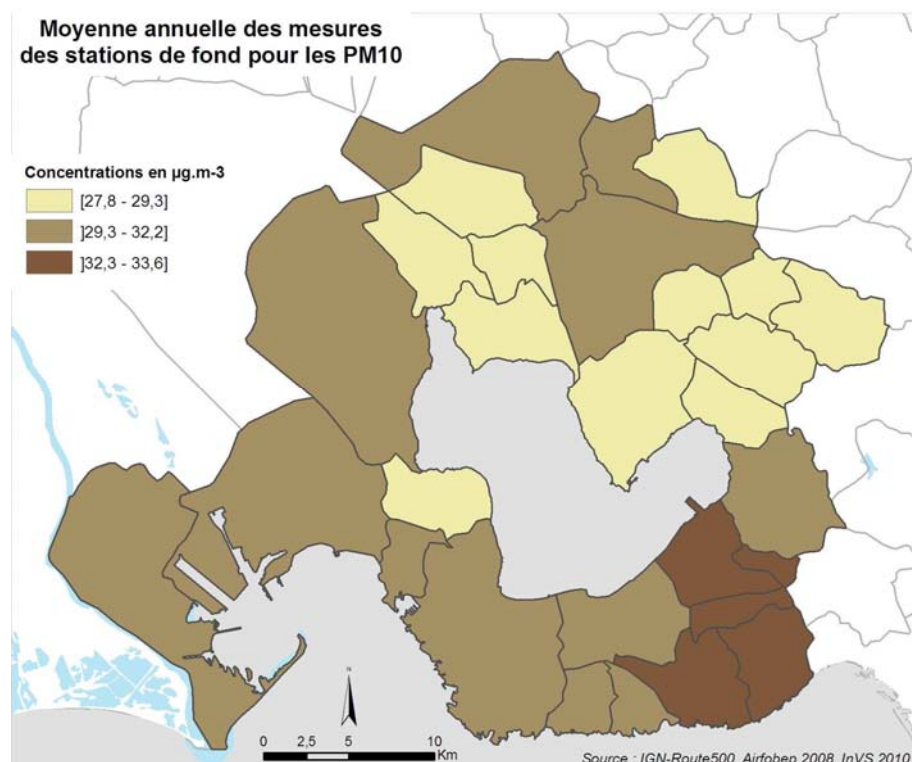 Moyenne annuelle des mesures
des stations de fond pour les PM10
Concentrations en µg.m-3
[27,8 - 29,3]
]29,3 - 32,2]
]32,3 - 33,6]
N
0 2,5 5 10
Km
Source : IGN-Route500, Airfobep 2008, InVS 2010